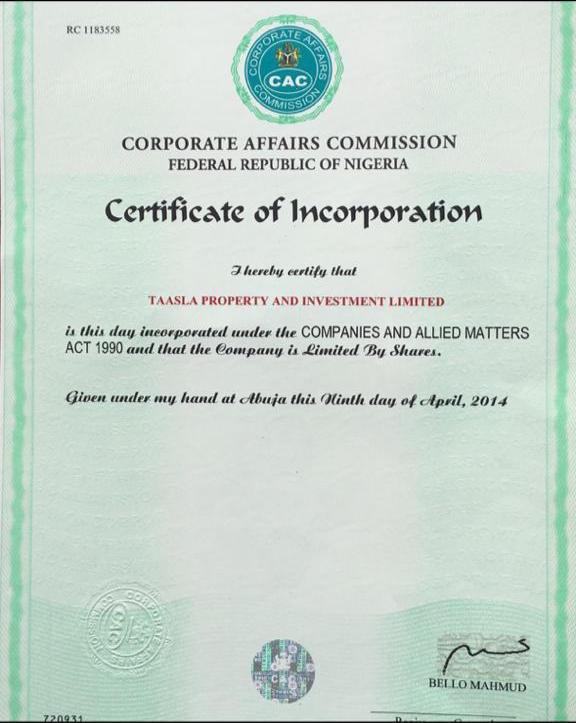 RC 1183558
CORPORATE AFFAIRS
CAC
COMMISSION
CORPORATE AFFAIRS COMMISSION
FEDERAL REPUBLIC OF NIGERIA
Certificate of Incorporation
I hereby certify that
TAASLA PROPERTY AND INVESTMENT LIMITED
is this day incorporated under the COMPANIES AND ALLIED MATTERS
ACT 1990 and that the Company is Limited By Shares.
Given under my hand at Abuja this Ninth day of April, 2014
CORPORATE AFFAIRS COMMISSION
CAC
BELLO MAHMUD
720931